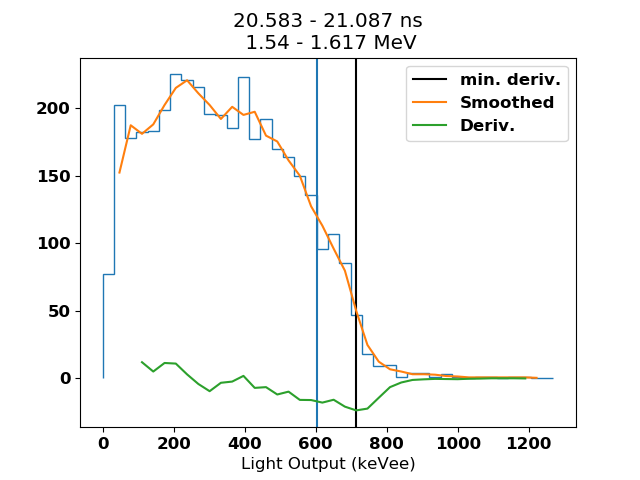 20.583 - 21.087 ns
1.54 - 1.617 MeV
min. deriv.
Smoothed
Deriv.
200
150
100
50
0
0 200 400 600 800 1000 1200
Light Output (keVee)